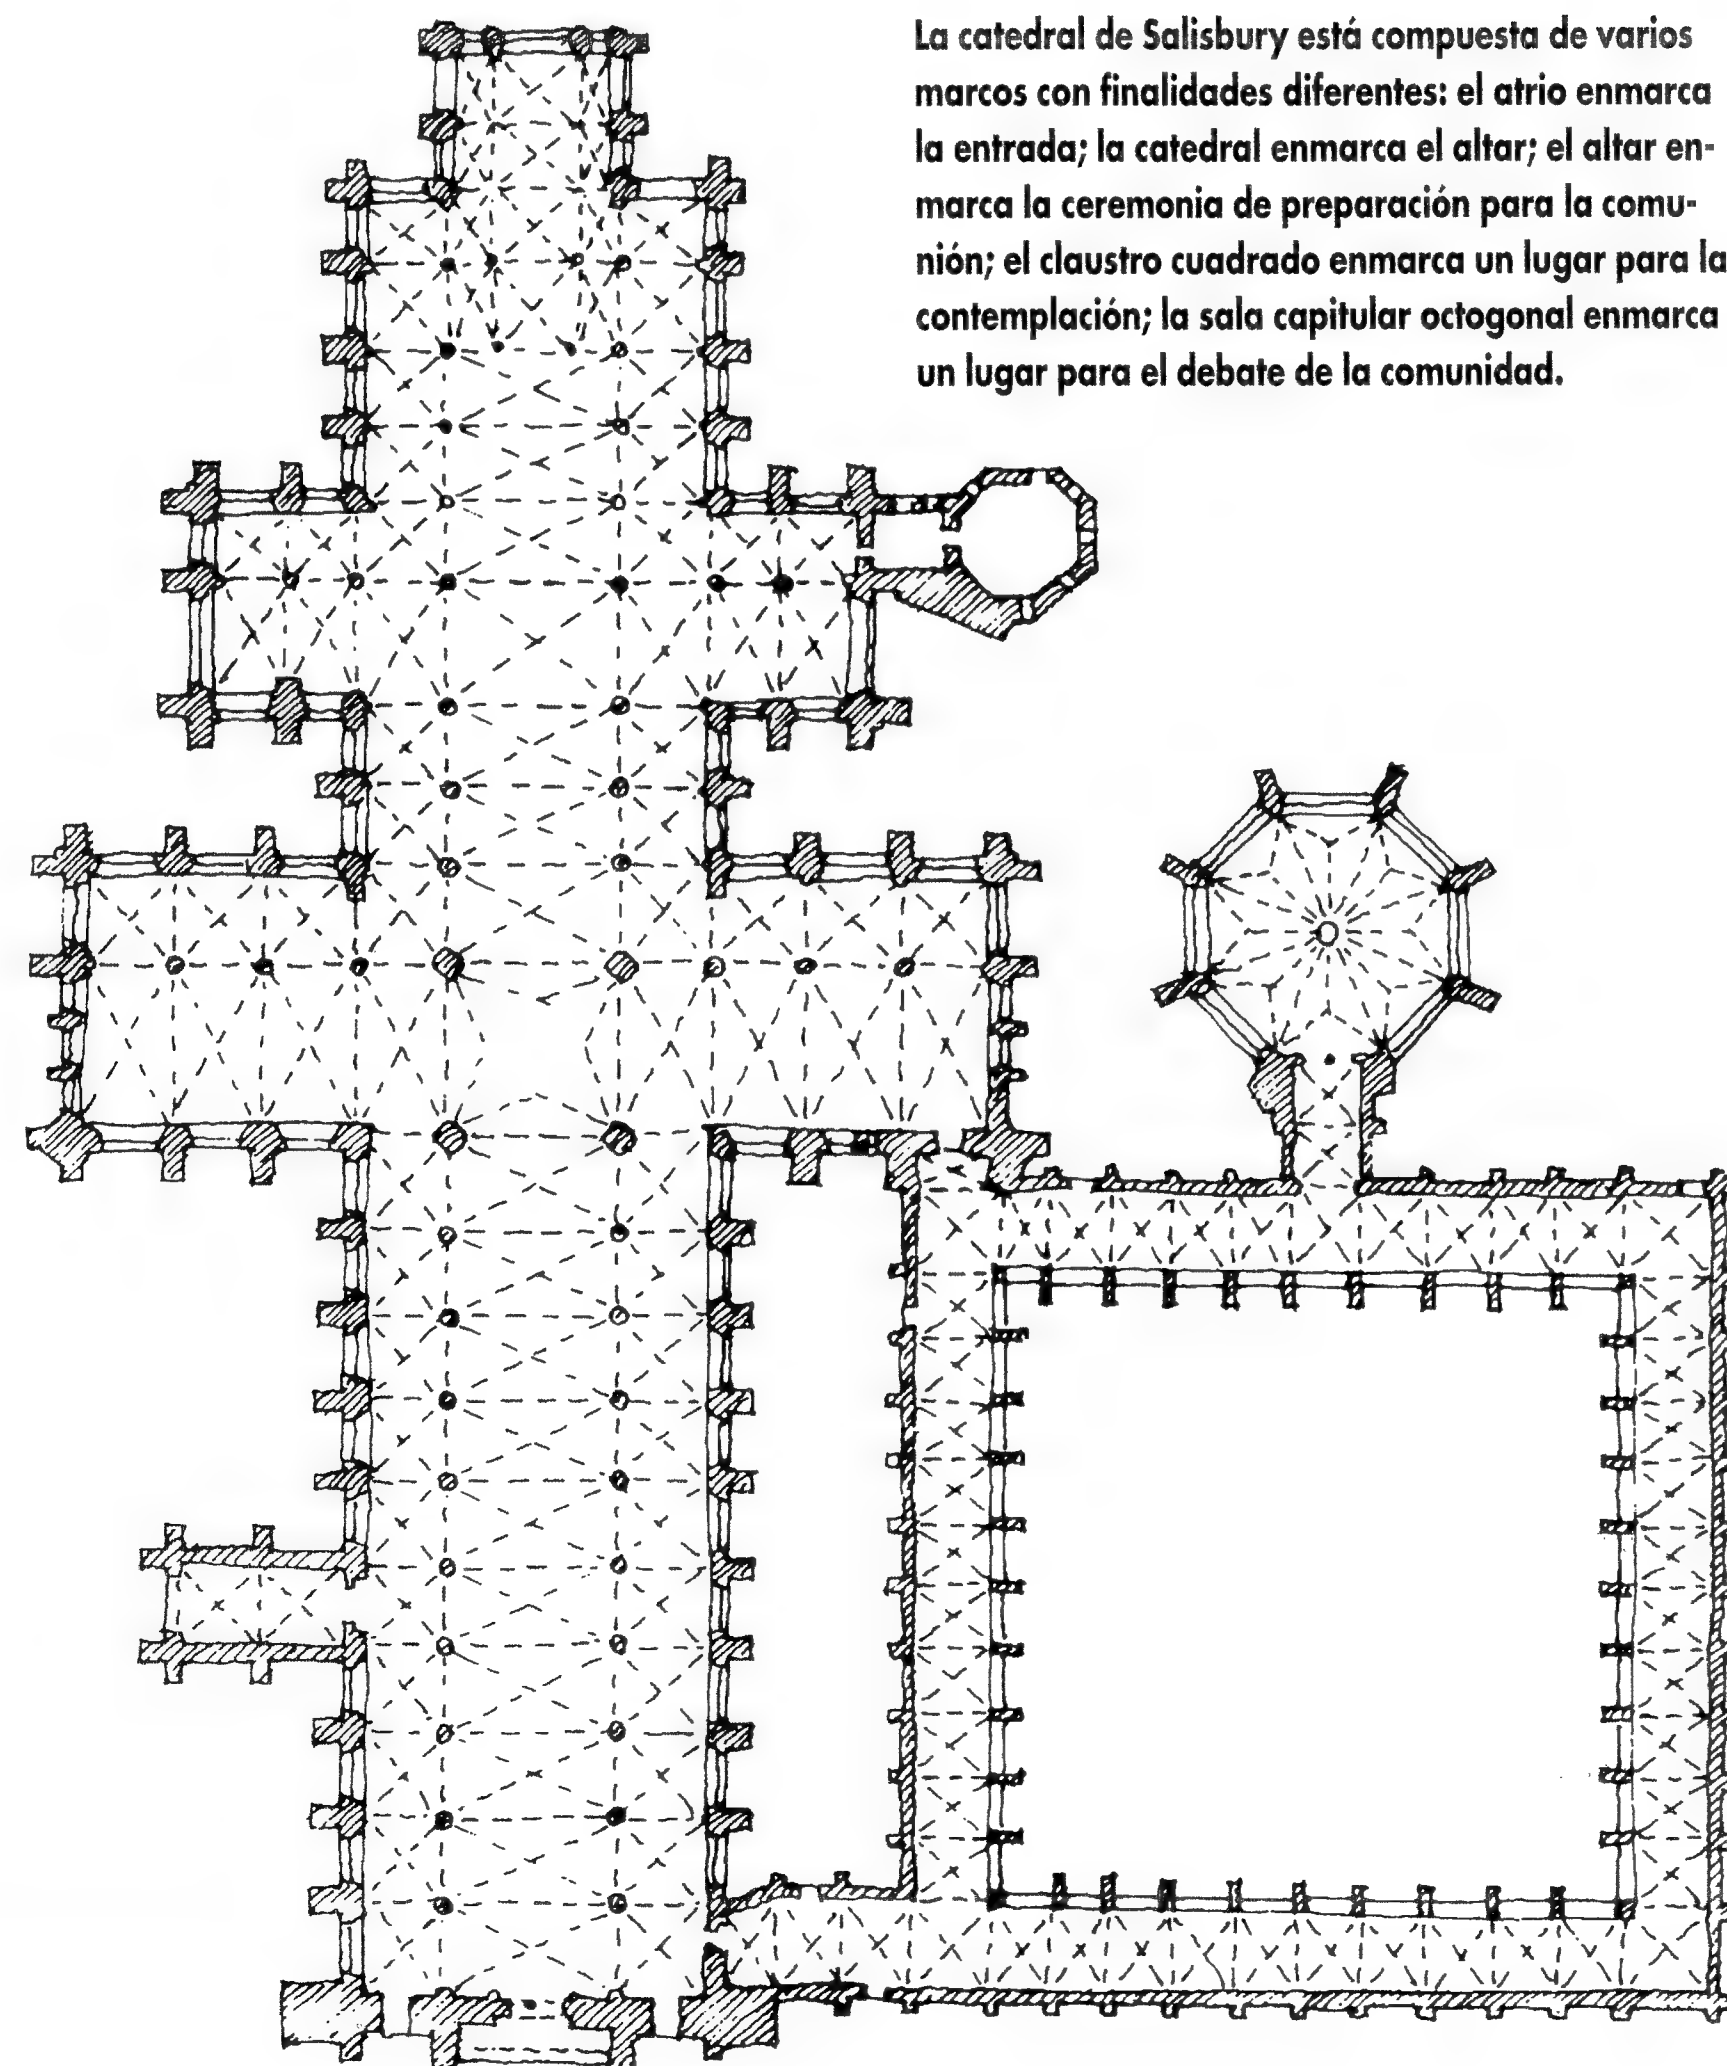 La catedral de Salisbury está compuesta de varios
marcos con finalidades diferentes: el atrio enmarca
la entrada; la catedral enmarca el altar; el altar en-
marca la ceremonia de preparación para la comu-
nión; el claustro cuadrado enmarca un lugar para la
contemplación; la sala capitular octogonal enmarca
un lugar para el debate de la comunidad.